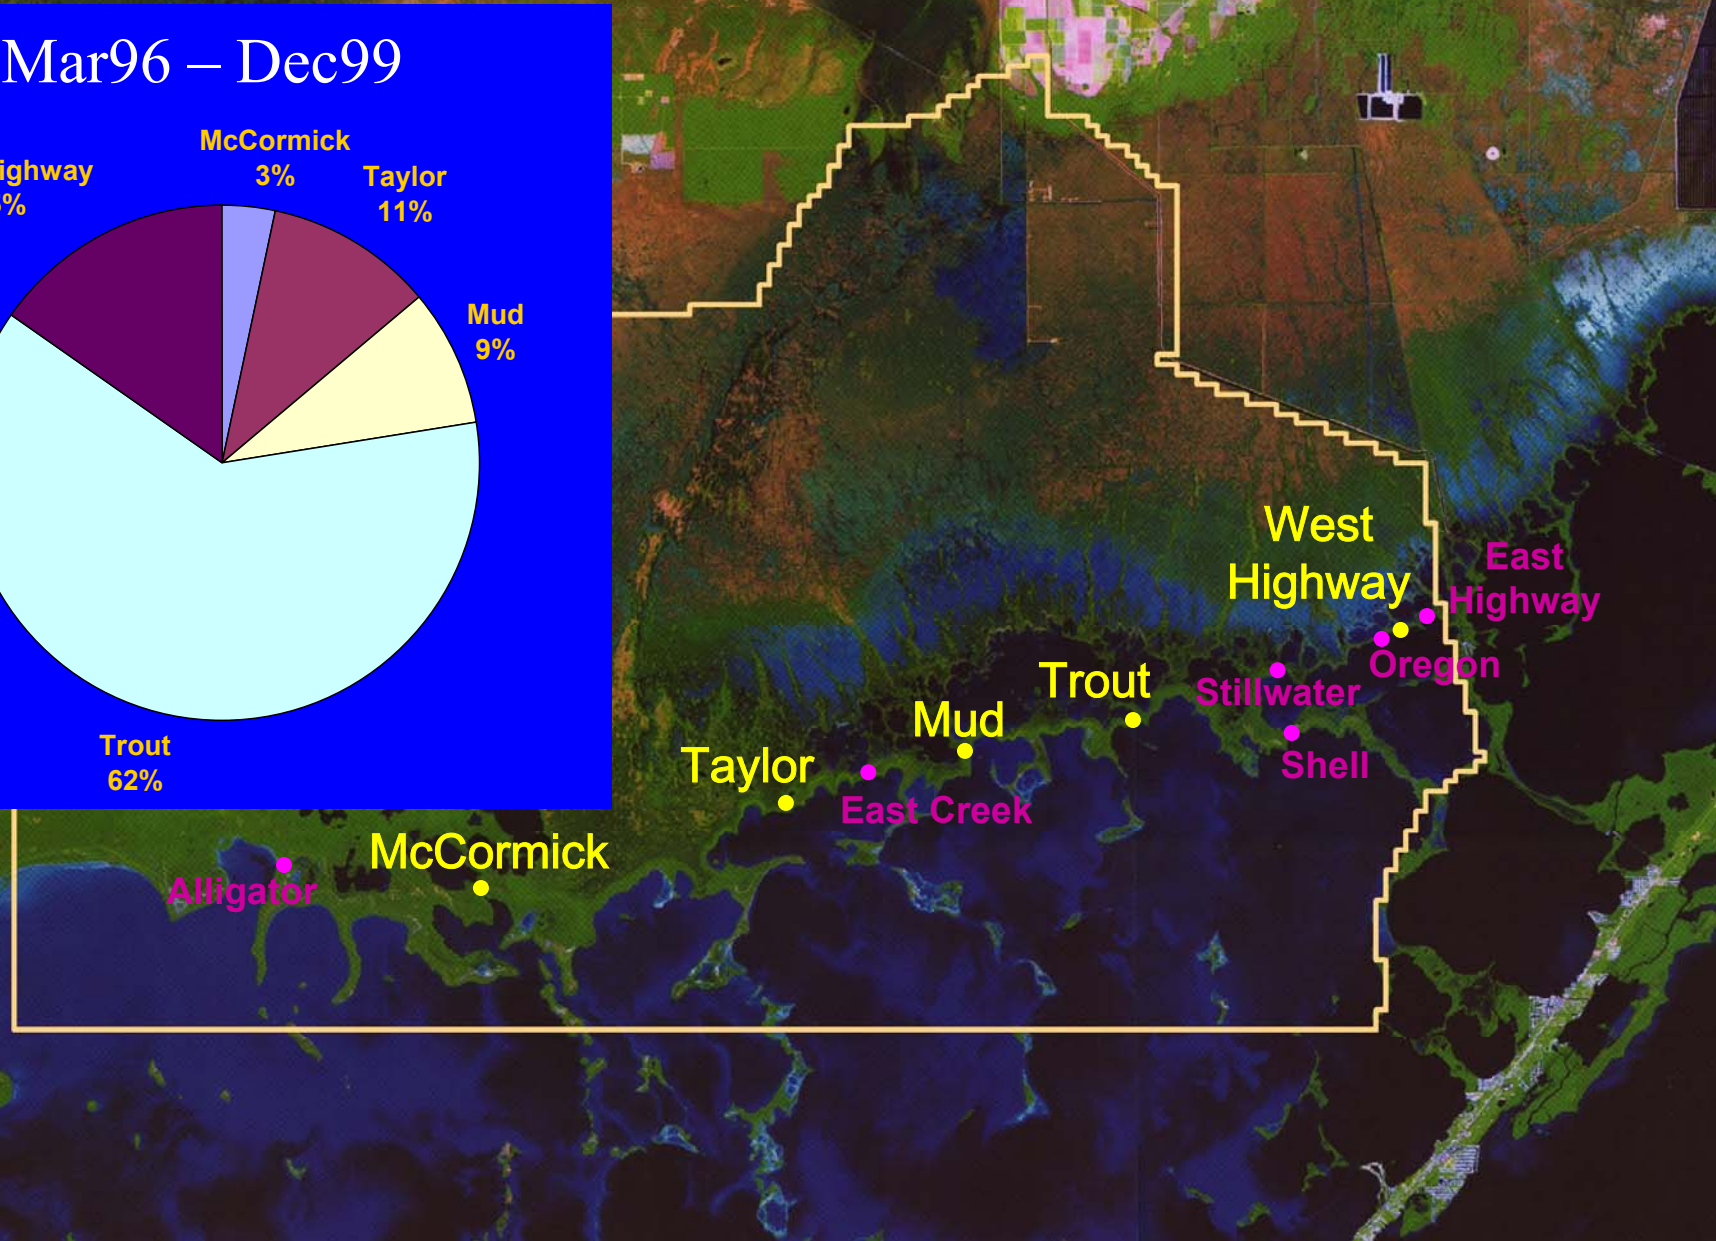 Mar96 – Dec99
McCormick
3%
Taylor
11%
ighway
%
Mud
9%
Trout
62%
West
Highway
East
Highway
Oregon
Stillwater
Trout
Shell
Mud
Taylor
East Creek
McCormick
Alligator